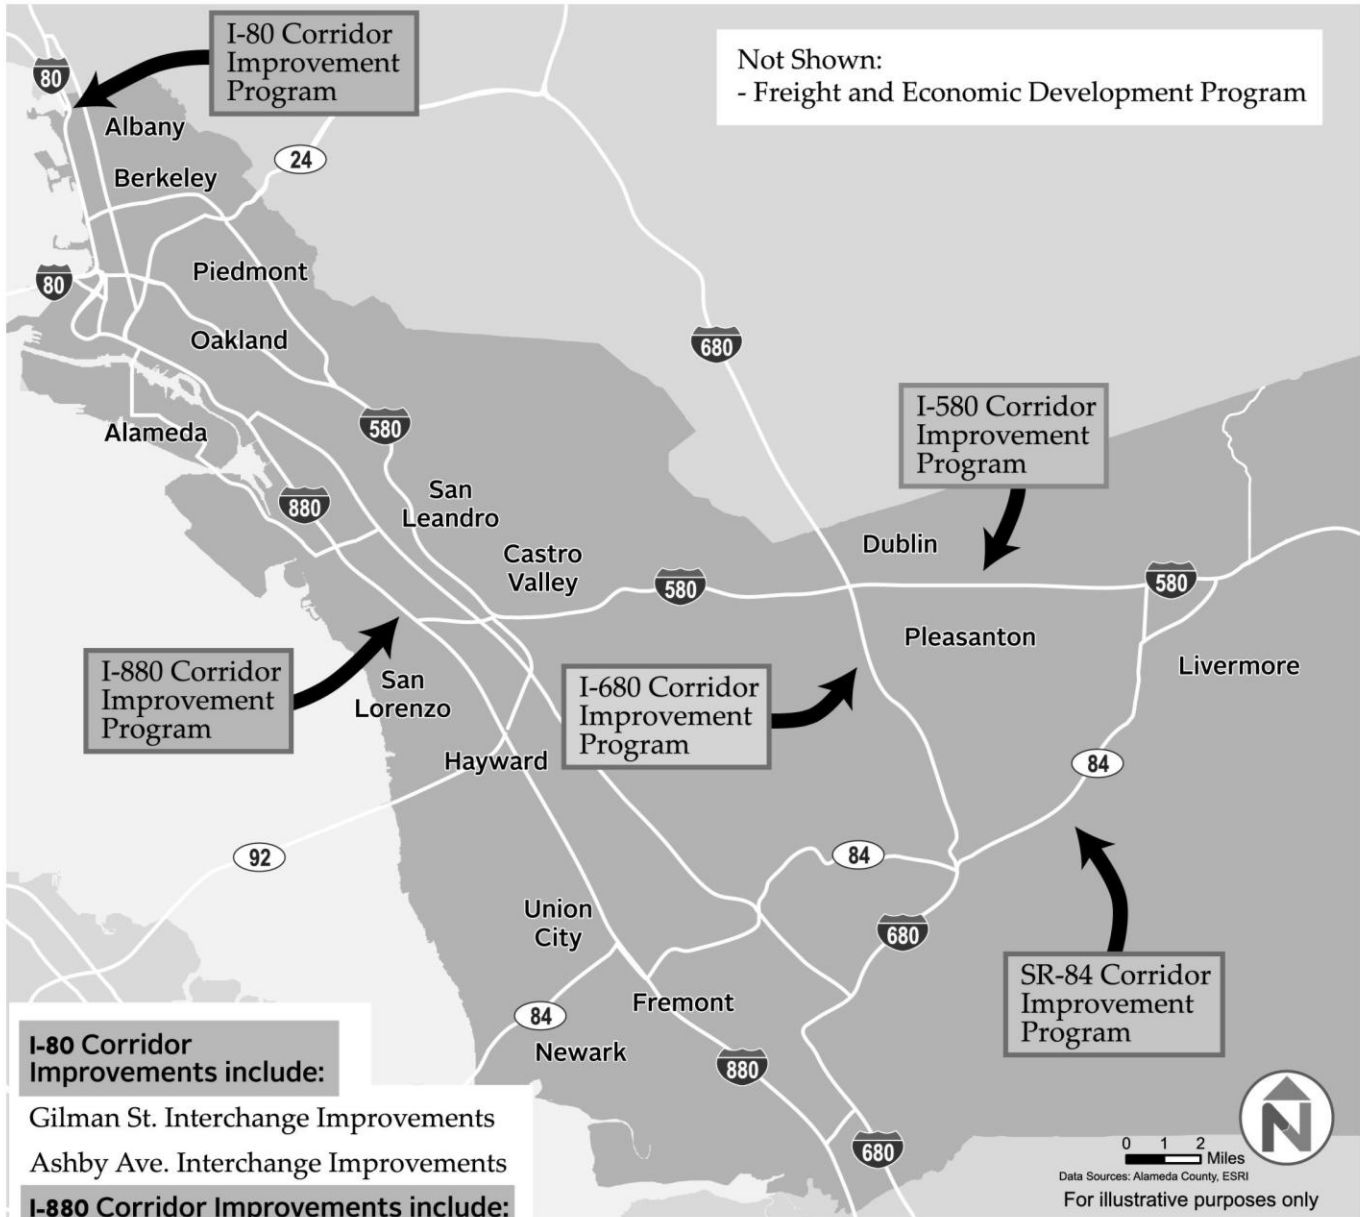 I-80 Corridor
Improvement
Program
Not Shown:
- Freight and Economic Development Program
80
Albany
24
Berkeley
80
Piedmont
Oakland
680
I-580 Corridor
Improvement
Program
580
Alameda
San
Leandro
880
Dublin
Castro
Valley
580
580
Pleasanton
Livermore
I-880 Corridor
Improvement
Program
San
Lorenzo
I-680 Corridor
Improvement
Program
Hayward
84
92
84
Union
City
680
SR-84 Corridor
Improvement
Program
Fremont
84
Newark
880
680
I-80 Corridor
Improvements include:
Gilman St. Interchange Improvements
Ashby Ave. Interchange Improvements
I-880 Corridor Improvements include:
N
0 1 2
Miles
Data Sources: Alameda County, ESRI
For illustrative purposes only